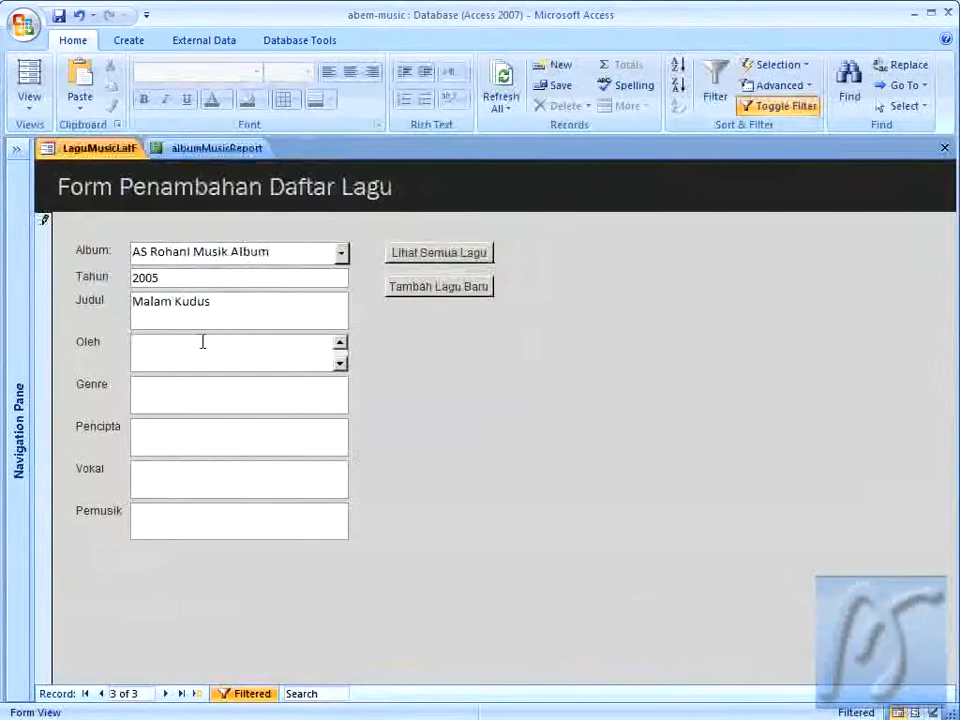 abem-music : Database (Access 2007) - Microsoft Access
Home Create External Data Database Tools
View Paste Refresh All New Save Delete Totals Spelling More Filter Selection Advanced Toggle Filter Find Replace Go To Select
Views Clipboard Font Rich Text Records Sort & Filter Find
LaguMusicLatF albumMusicReport
Form Penambahan Daftar Lagu
Album: AS Rohani Musik Album Lihat Semua Lagu
Tahun 2005 Tambah Lagu Baru
Judul Malam Kudus
Oleh
Genre
Pencipta
Vokal
Pemusik
Navigation Pane
Record: 3 of 3 Filtered Search
Form View Filtered